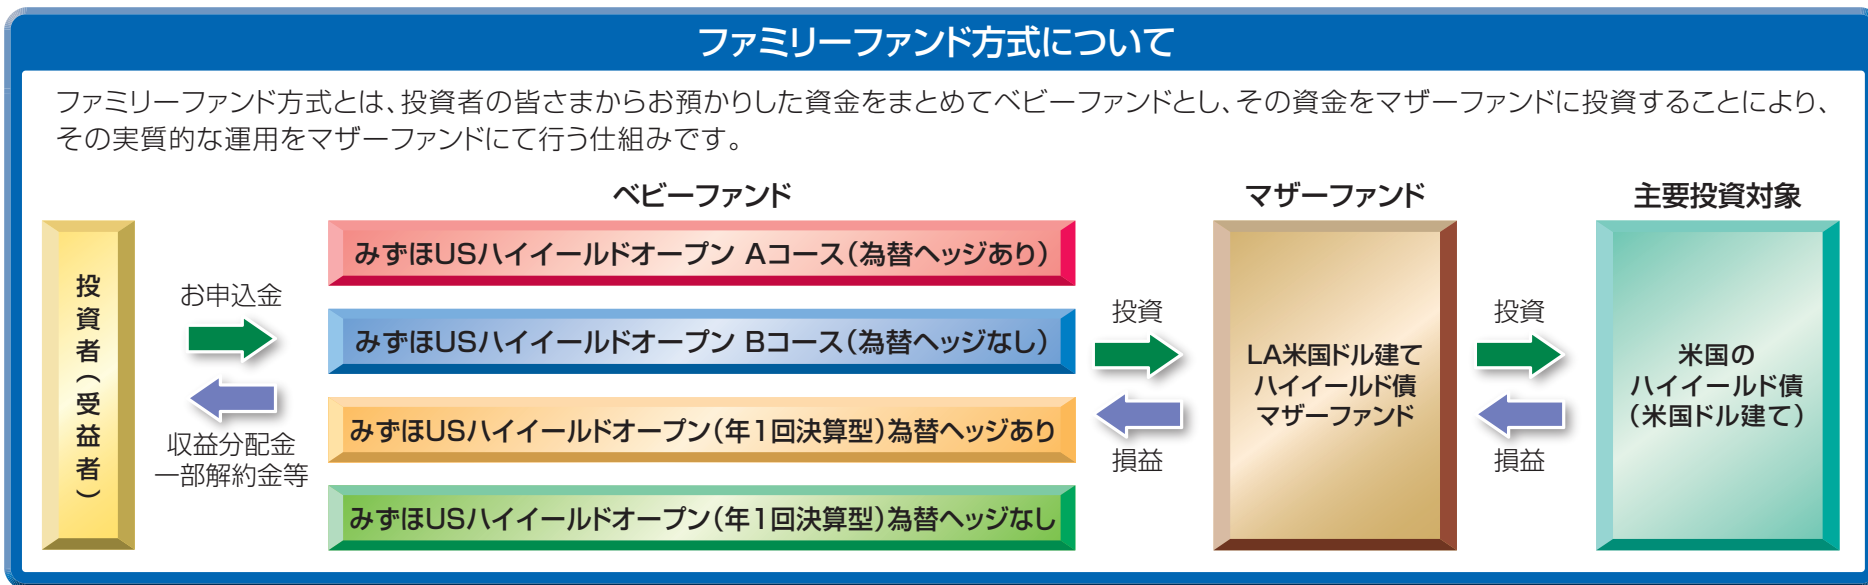 ファミリーファンド方式について
ファミリーファンド方式とは、投資者の皆さまからお預かりした資金をまとめてベビーファンドとし、その資金をマザーファンドに投資することにより、
その実質的な運用をマザーファンドにて行う仕組みです。
ベビーファンド
マザーファンド
主要投資対象
投資者（受益者）
お申込金
収益分配金
一部解約金等
みずほUSハイイールドオープン Aコース（為替ヘッジあり）
みずほUSハイイールドオープン Bコース（為替ヘッジなし）
みずほUSハイイールドオープン（年1回決算型）為替ヘッジあり
みずほUSハイイールドオープン（年1回決算型）為替ヘッジなし
投資
損益
LA米国ドル建て
ハイイールド債
マザーファンド
投資
損益
米国の
ハイイールド債
（米国ドル建て）